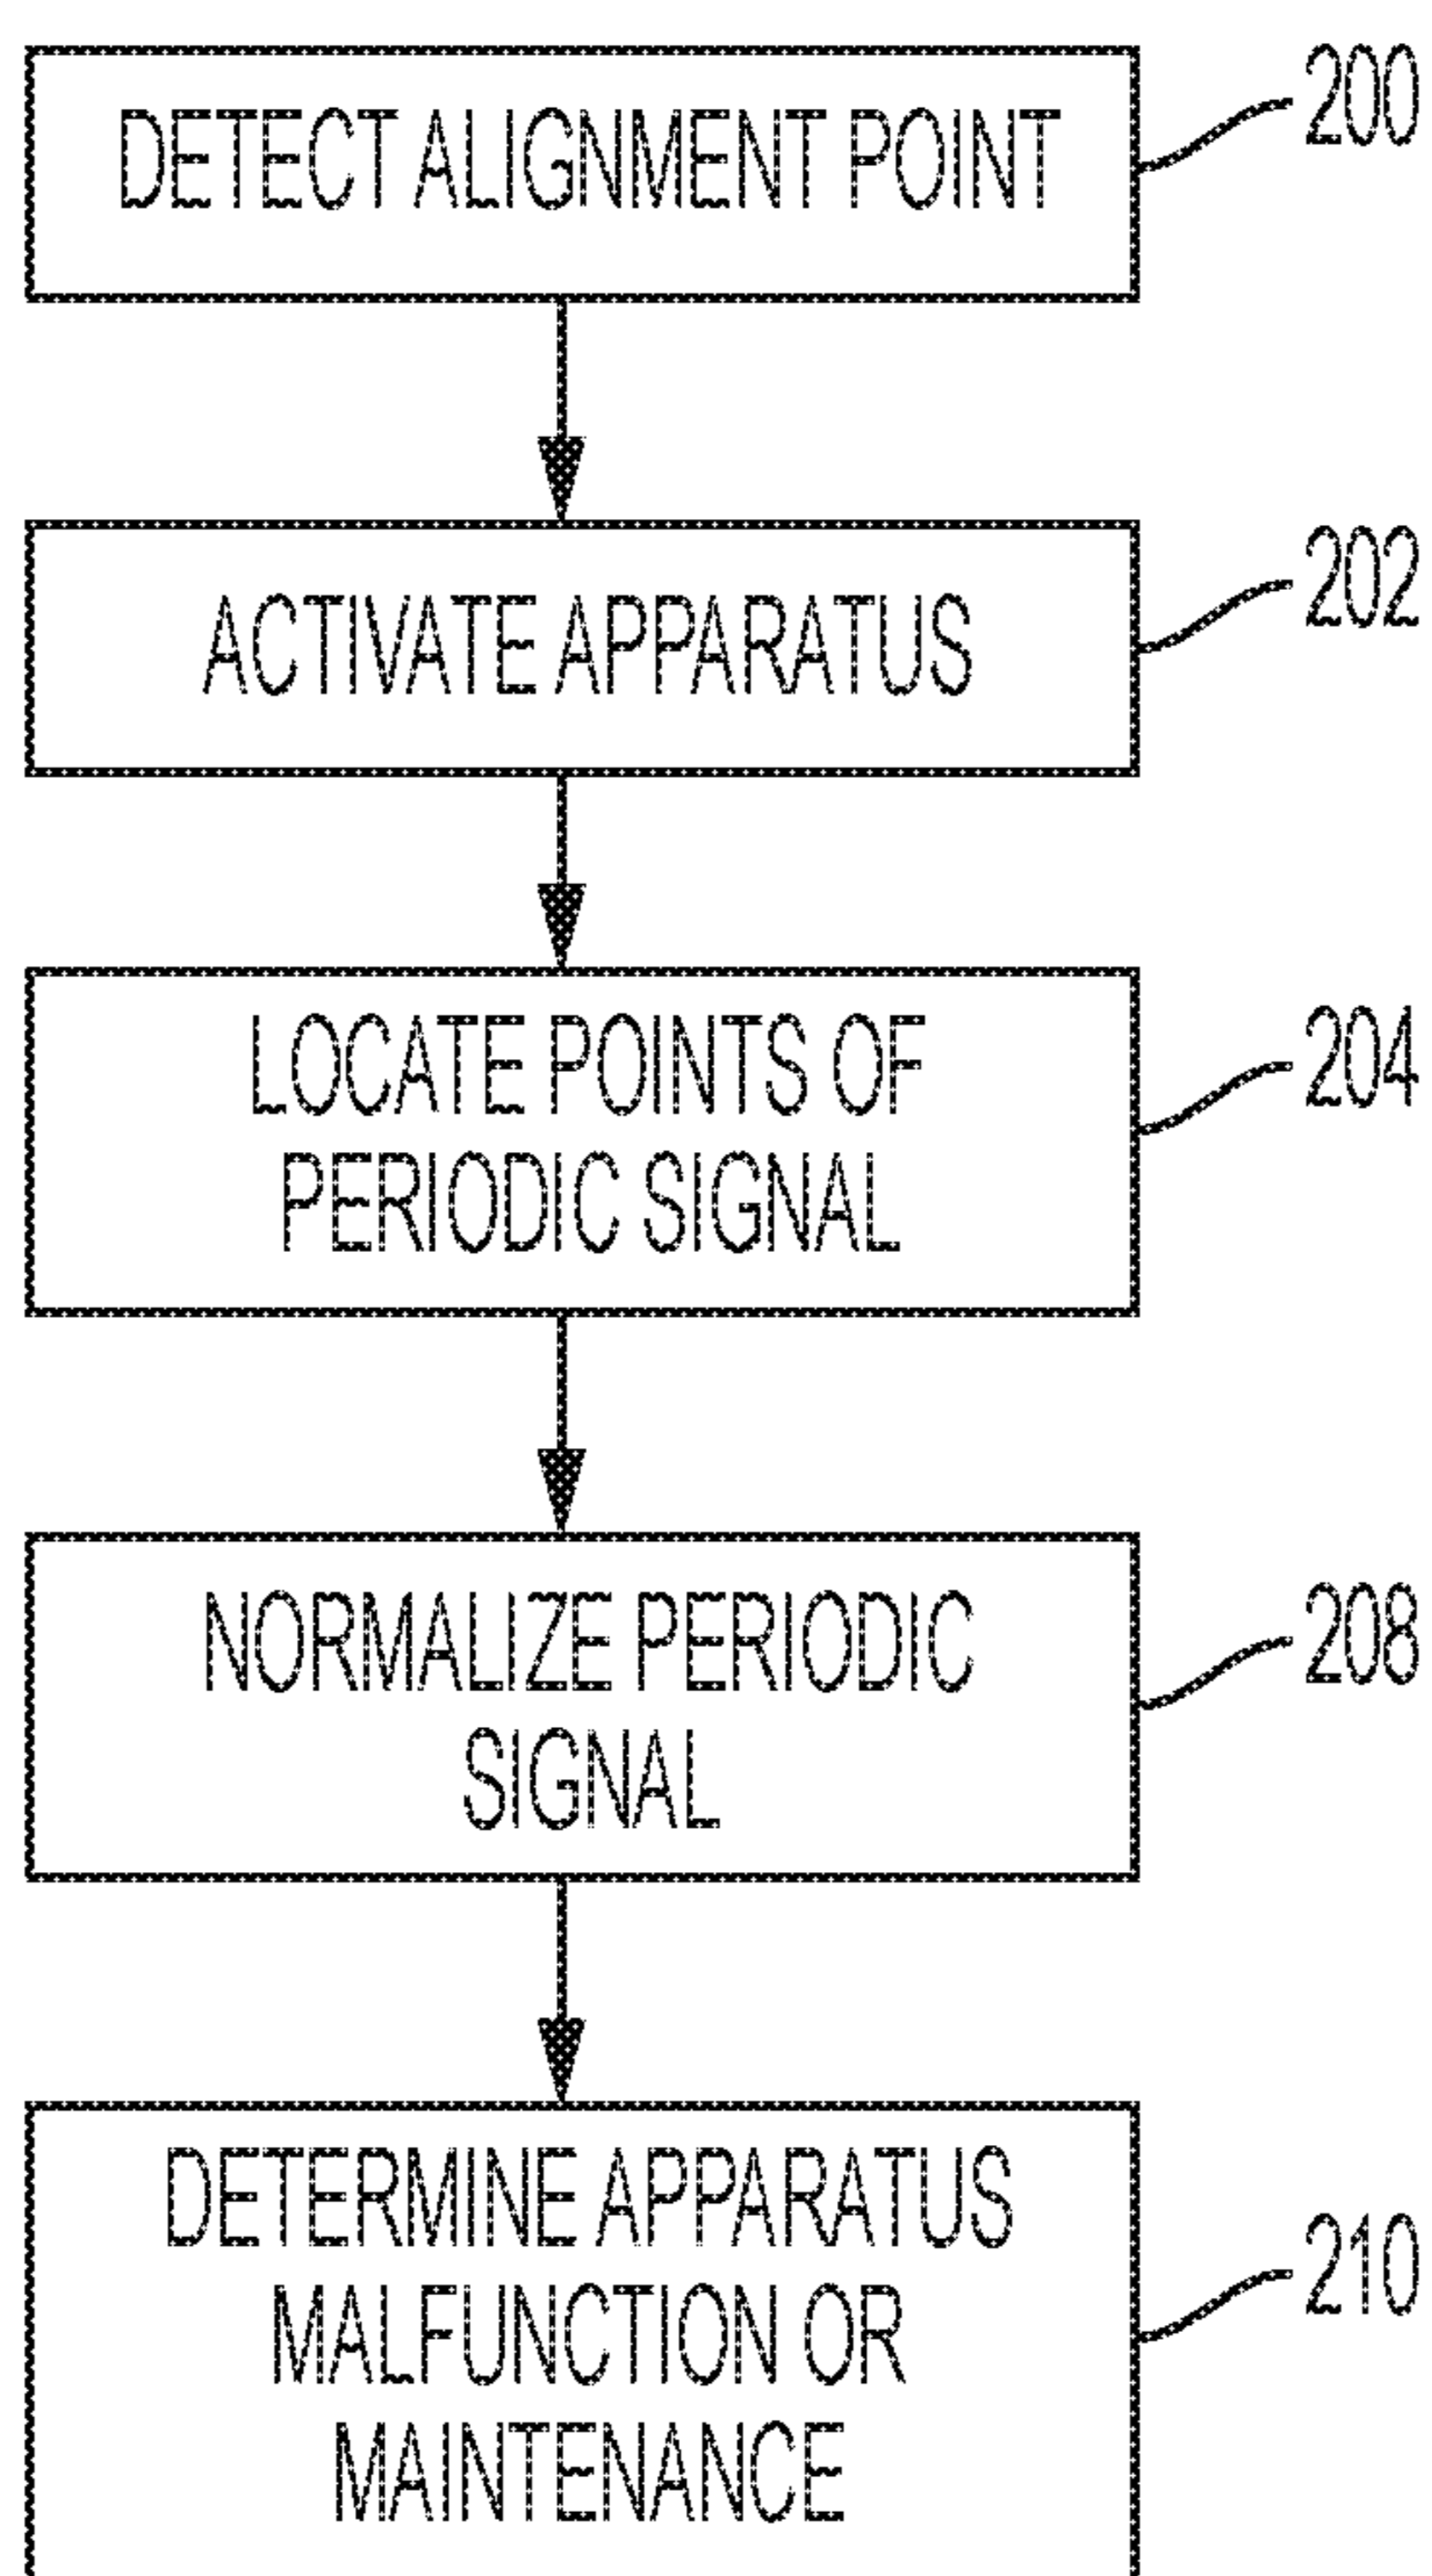 DETECT ALIGNMENT POINT
200
ACTIVATE APPARATUS
202
LOCATE POINTS OF
PERIODIC SIGNAL
204
NORMALIZE PERIODIC
SIGNAL
208
DETERMINE APPARATUS
MALFUNCTION OR
MAINTENANCE
210